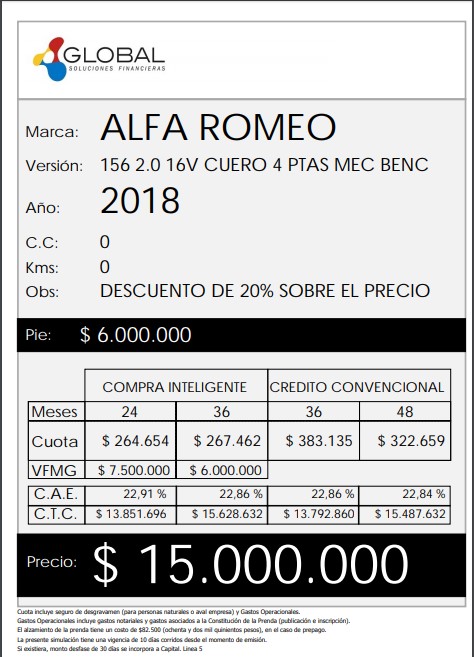 GLOBAL
SOLUCIONES FINANCIERAS
Marca: ALFA ROMEO
Versión: 156 2.0 16V CUERO 4 PTAS MEC BENC
Año: 2018
C.C: 0
Kms: 0
Obs: DESCUENTO DE 20% SOBRE EL PRECIO
Pie: $ 6.000.000
COMPRA INTELIGENTE CREDITO CONVENCIONAL
Meses 24 36 36 48
Cuota $ 264.654 $ 267.462 $ 383.135 $ 322.659
VFMG $ 7.500.000 $ 6.000.000
C.A.E. 22,91 % 22,86 % 22,86 % 22,84 %
C.T.C. $ 13.851.696 $ 15.628.632 $ 13.792.860 $ 15.487.632
Precio: $ 15.000.000
Cuota incluye seguro de desgravamen (para personas naturales o aval empresa) y Gastos Operacionales.
Gastos Operacionales incluye gastos notariales y gastos asociados a la Constitución de la Prenda (publicación e inscripción).
El alzamiento de la prenda tiene un costo de $82.500 (ochenta y dos mil quinientos pesos), en el caso de prepago.
La presente simulación tiene una vigencia de 10 días corridos desde el momento de emisión.
Si existiera, monto desfase de 30 días se incorpora a Capital. Linea 5